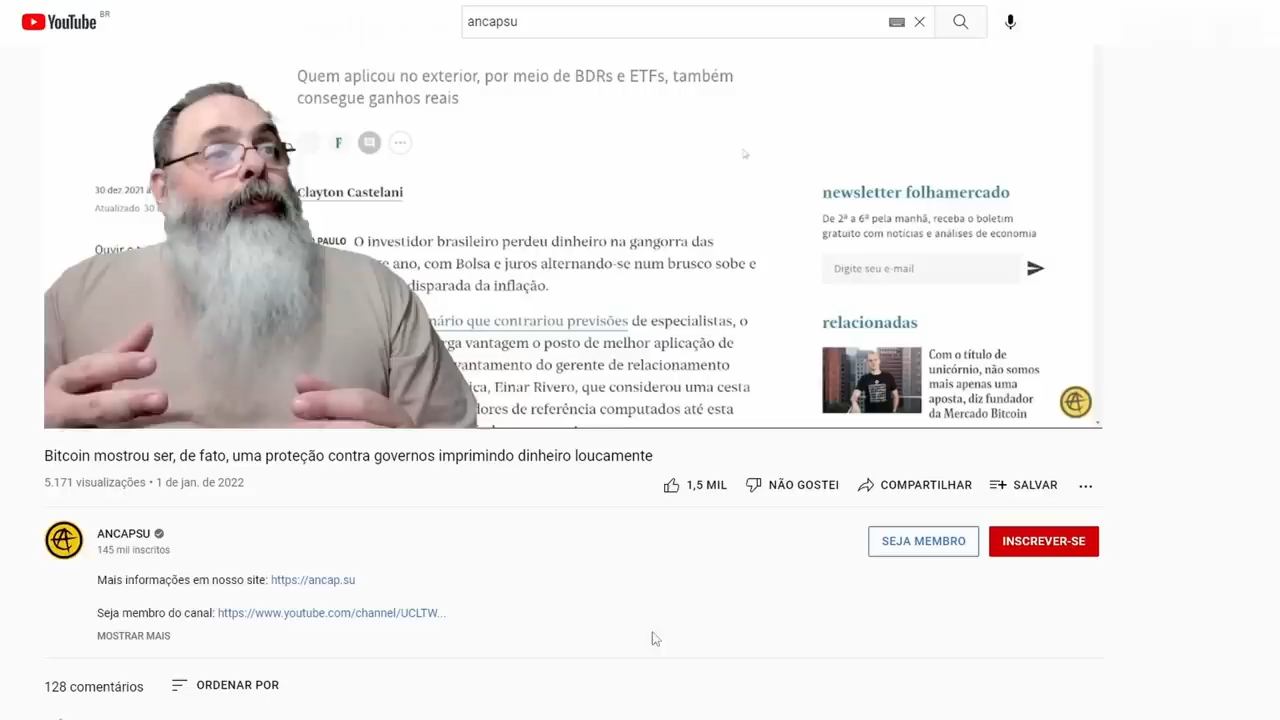 YouTube BR
ancapsu
Quem aplicou no exterior, por meio de BDRs e ETFs, também
consegue ganhos reais
F
30 dez.2021
Atualizado 30
Clayton Castelani
newsletter folhamercado
De 2ª a 6ª pela manhã, receba o boletim
gratuito com notícias e análises de economia
Digite seu e-mail
Ouvir o
PAULO O investidor brasileiro perdeu dinheiro na gangorra das
ano, com Bolsa e juros alternando-se num brusco sobe e
disparada da inflação.
nário que contrariou previsões de especialistas, o
rga vantagem o posto de melhor aplicação de
vantamento do gerente de relacionamento
ica, Einar Rivero, que considerou uma cesta
dores de referência computados até esta
relacionadas
Com o título de
unicórnio, não somos
mais apenas uma
aposta, diz fundador
da Mercado Bitcoin
Bitcoin mostrou ser, de fato, uma proteção contra governos imprimindo dinheiro loucamente
5.171 visualizações • 1 de jan. de 2022
1,5 MIL NÃO GOSTEI COMPARTILHAR SALVAR
ANCAPSU
145 mil inscritos
SEJA MEMBRO INSCREVER-SE
Mais informações em nosso site: https://ancap.su
Seja membro do canal: https://www.youtube.com/channel/UCLTW...
MOSTRAR MAIS
128 comentários ORDENAR POR